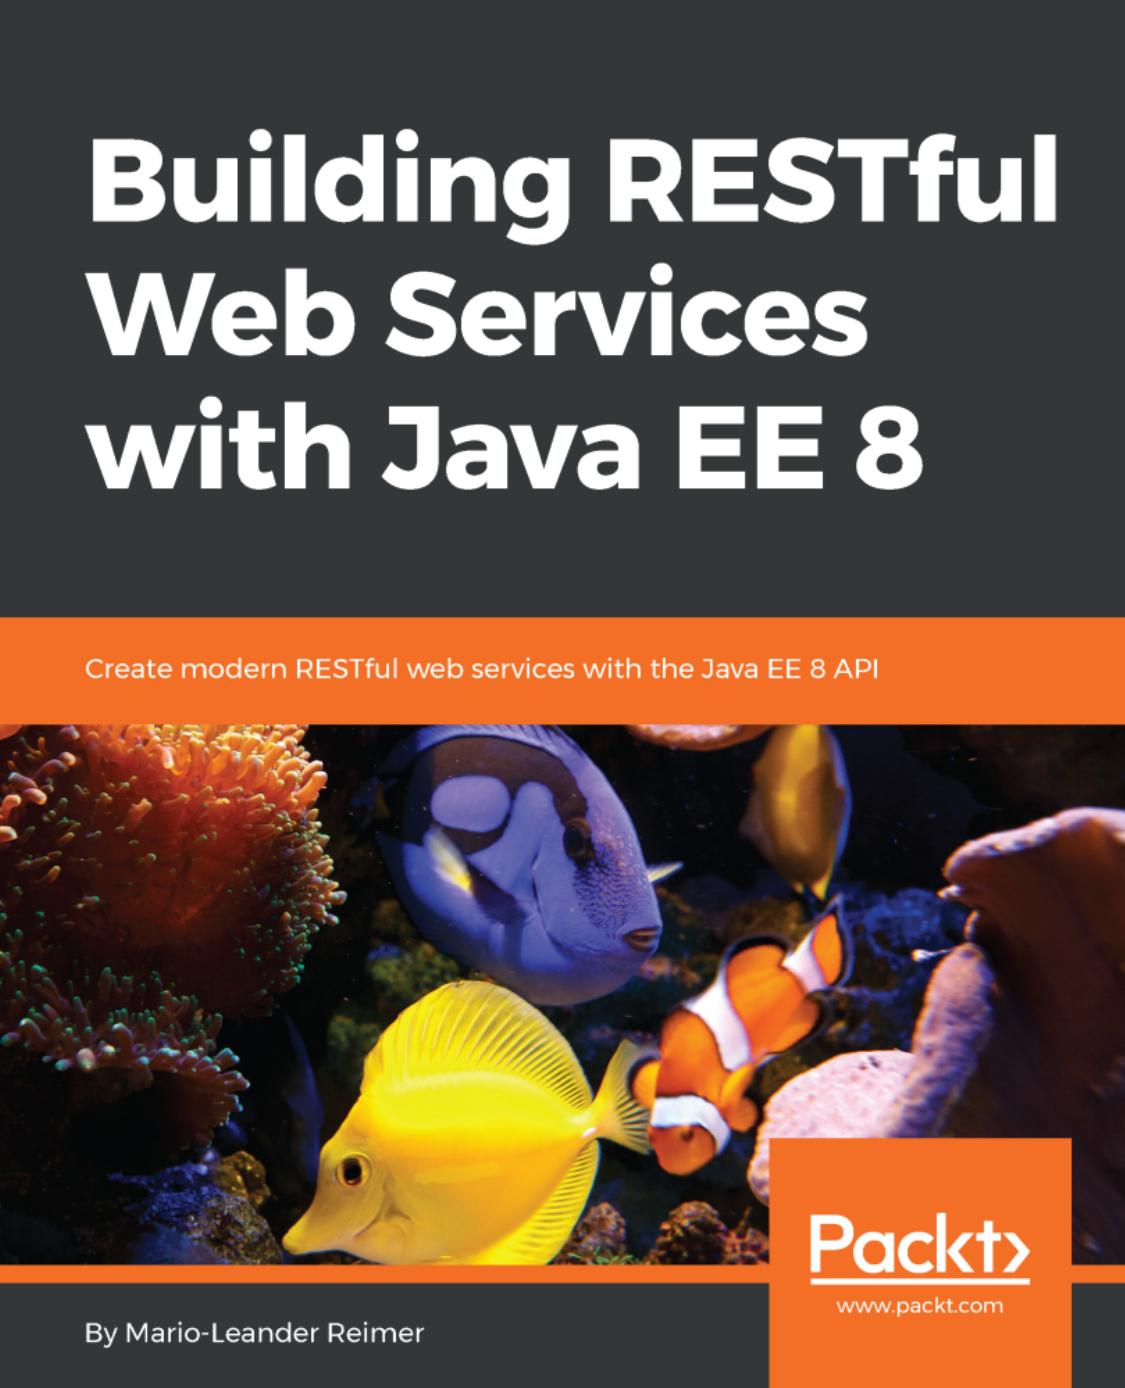 Building RESTful
Web Services
with Java EE 8
Create modern RESTful web services with the Java EE 8 API
Packt>
www.packt.com
By Mario-Leander Reimer